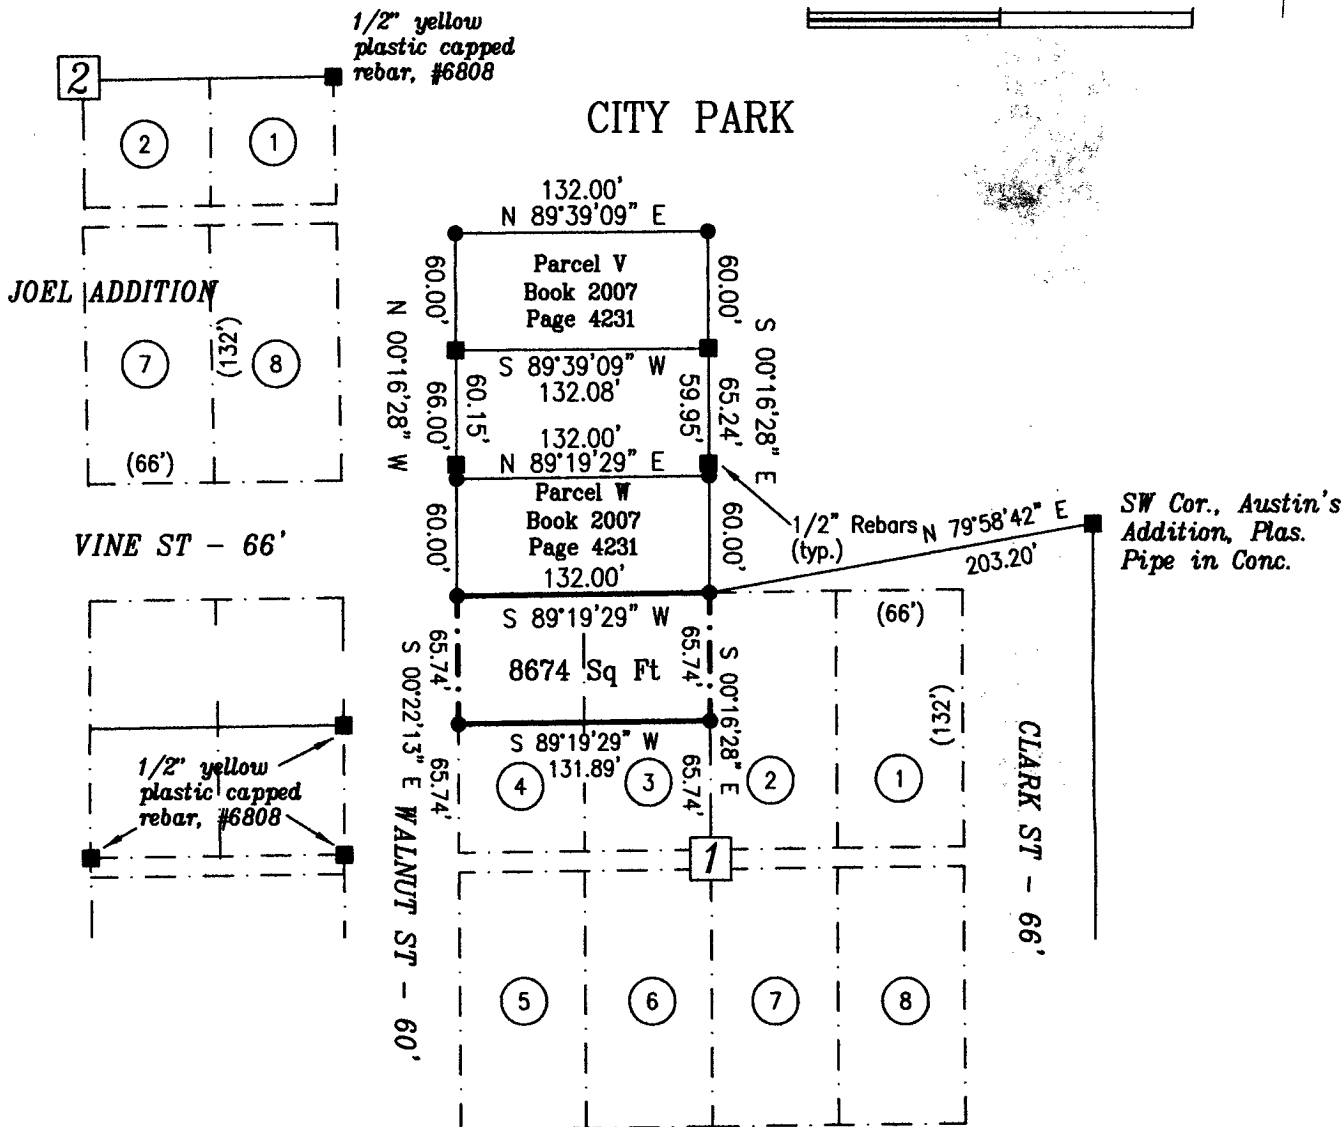 1/2" yellow
plastic capped
rebar, #6808
2
2
1
CITY PARK
132.00'
N 89°39'09" E
Parcel V
Book 2007
Page 4231
60.00'
60.00'
JOEL ADDITION
7
(132')
8
(66')
N 00°16'28" W
S 00°16'28" E
S 89°39'09" W
132.08'
66.00'
60.15'
59.95'
65.24'
132.00'
N 89°19'29" E
Parcel W
Book 2007
Page 4231
132.00'
60.00'
60.00'
1/2" Rebars
(typ.)
N 79°58'42" E
203.20'
SW Cor., Austin's
Addition, Plas.
Pipe in Conc.
VINE ST - 66'
S 89°19'29" W
8674 Sq Ft
65.74'
65.74'
S 00°22'13" E
S 00°16'28" E
(66')
(132')
S 89°19'29" W
131.89'
65.74'
65.74'
1/2" yellow
plastic capped
rebar, #6808
4
3
2
1
1
WALNUT ST - 60'
CLARK ST - 66'
5
6
7
8